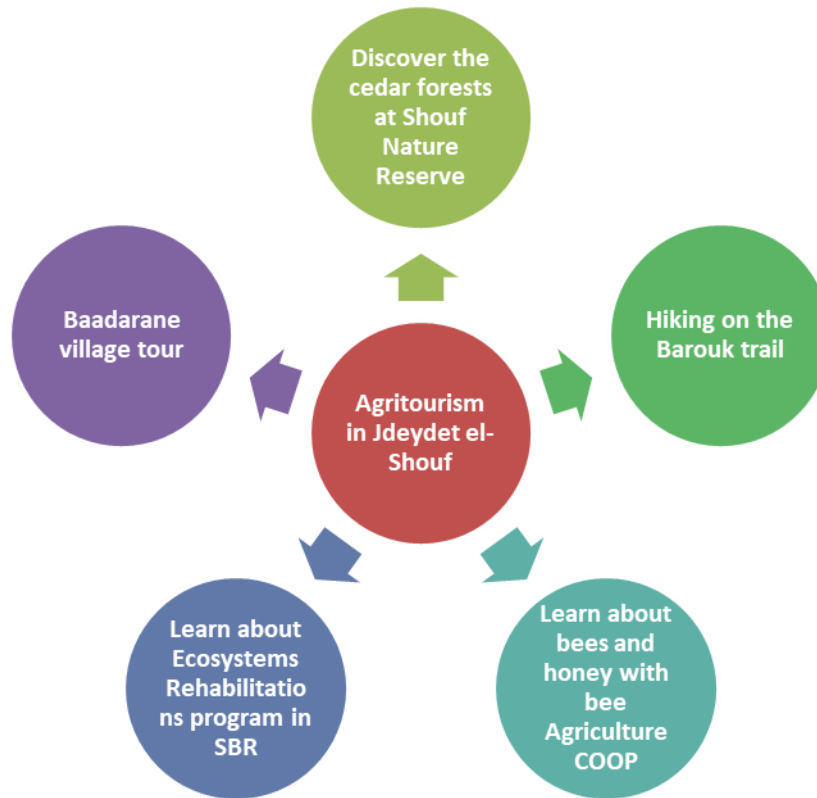 Discover the
cedar forests
at Shouf
Nature
Reserve
Baadarane
village tour
Hiking on the
Barouk trail
Agritourism
in Jdeydet el-
Shouf
Learn about
Ecosystems
Rehabilitatio
ns program in
SBR
Learn about
bees and
honey with
bee
Agriculture
COOP